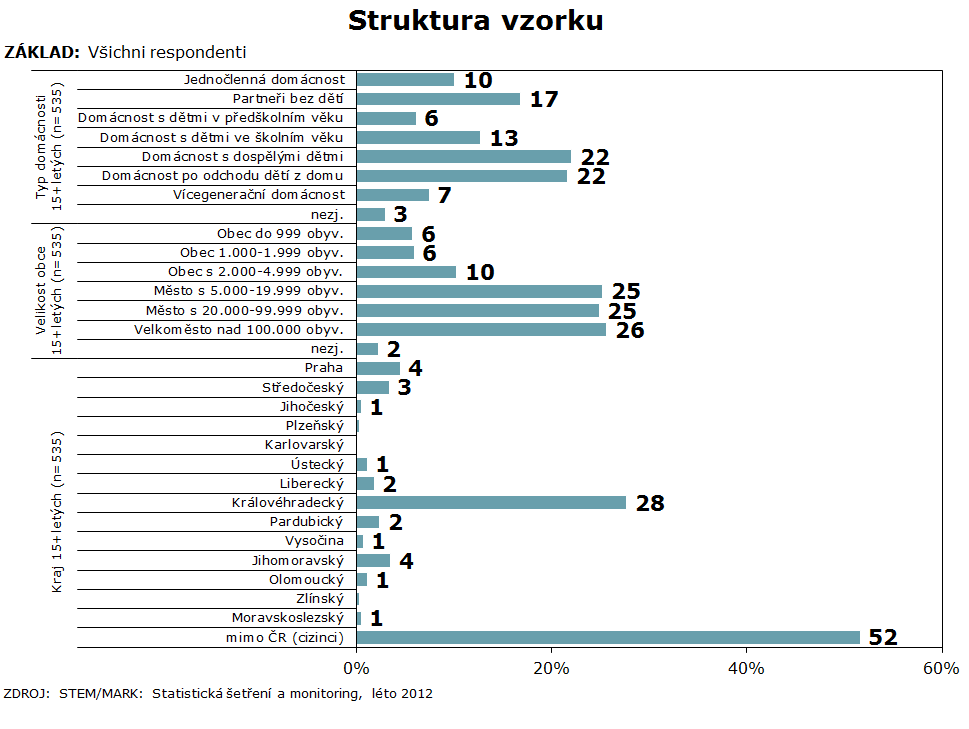 Struktura vzorku
ZÁKLAD: Všichni respondenti
Typ domácnosti
15+letých (n=535)
Jednočlenná domácnost 10
Partneři bez dětí 17
Domácnost s dětmi v předškolním věku 6
Domácnost s dětmi ve školním věku 13
Domácnost s dospělými dětmi 22
Domácnost po odchodu dětí z domu 22
Vícegenerační domácnost 7
nezj. 3
Velikost obce
15+letých (n=535)
Obec do 999 obyv. 6
Obec 1.000-1.999 obyv. 6
Obec s 2.000-4.999 obyv. 10
Město s 5.000-19.999 obyv. 25
Město s 20.000-99.999 obyv. 25
Velkoměsto nad 100.000 obyv. 26
nezj. 2
Kraj 15+letých (n=535)
Praha 4
Středočeský 3
Jihočeský 1
Plzeňský
Karlovarský
Ústecký 1
Liberecký 2
Královéhradecký 28
Pardubický 2
Vysočina 1
Jihomoravský 4
Olomoucký 1
Zlínský
Moravskoslezský 1
mimo ČR (cizinci) 52
0% 20% 40% 60%
ZDROJ: STEM/MARK: Statistická šetření a monitoring, léto 2012